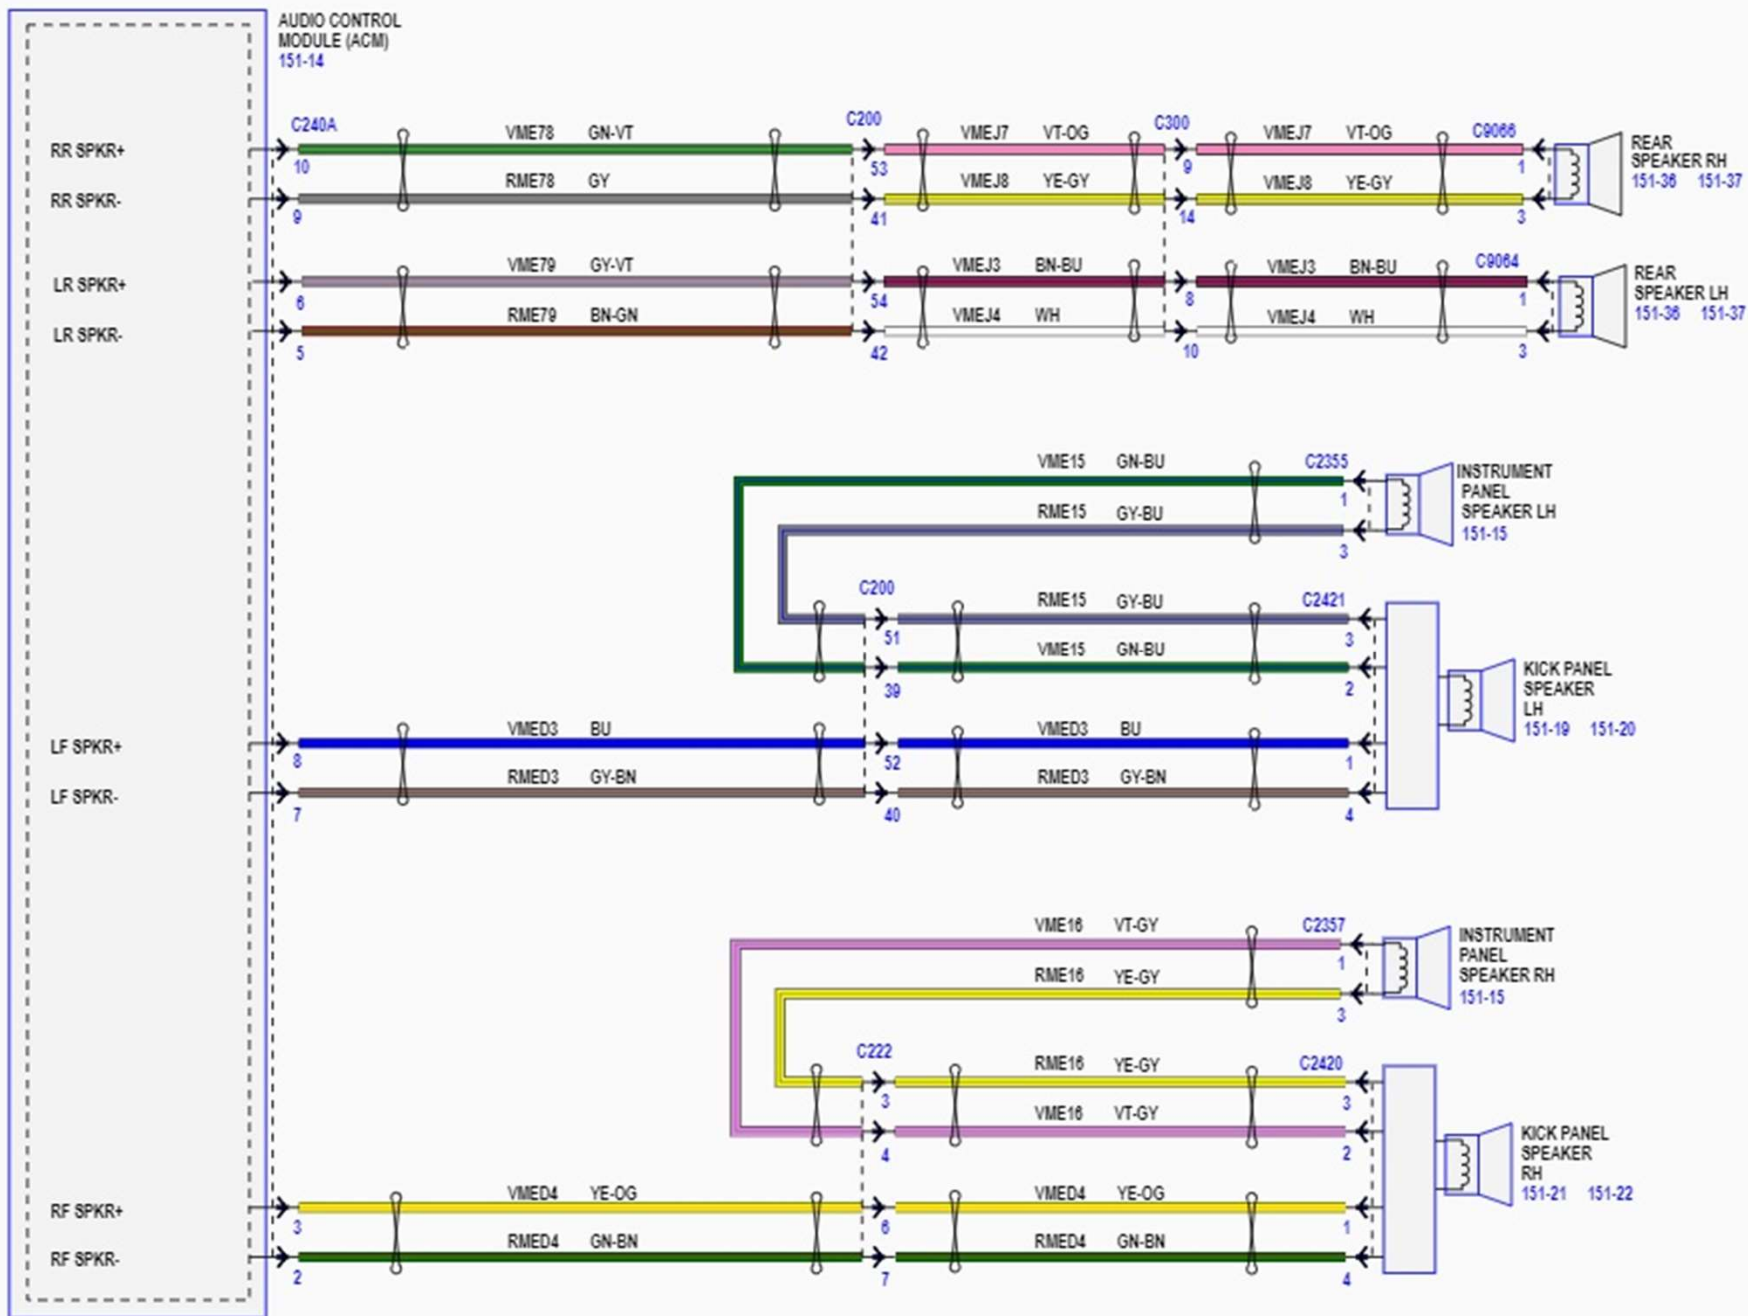 AUDIO CONTROL
MODULE (ACM)
151-14
C240A VME78 GN-VT C200 VMEJ7 VT-OG C300 VMEJ7 VT-OG C9066
RR SPKR+ 10 53 9 1
REAR
SPEAKER RH
151-36 151-37
RME78 GY VMEJ8 YE-GY VMEJ8 YE-GY
RR SPKR- 9 41 14 3
VME79 GY-VT VMEJ3 BN-BU VMEJ3 BN-BU C9064
LR SPKR+ 6 54 8 1
REAR
SPEAKER LH
151-36 151-37
RME79 BN-GN VMEJ4 WH VMEJ4 WH
LR SPKR- 5 42 10 3
VME15 GN-BU C2355
1
RME15 GY-BU
3
INSTRUMENT
PANEL
SPEAKER LH
151-15
C200 RME15 GY-BU C2421
51 3
VME15 GN-BU
39 2
KICK PANEL
SPEAKER
LH
151-19 151-20
VMED3 BU VMED3 BU
LF SPKR+ 8 52 1
RMED3 GY-BN RMED3 GY-BN
LF SPKR- 7 40 4
VME16 VT-GY C2357
1
RME16 YE-GY
3
INSTRUMENT
PANEL
SPEAKER RH
151-15
C222 RME16 YE-GY C2420
3 3
VME16 VT-GY
4 2
KICK PANEL
SPEAKER
RH
151-21 151-22
VMED4 YE-OG VMED4 YE-OG
RF SPKR+ 3 6 1
RMED4 GN-BN RMED4 GN-BN
RF SPKR- 2 7 4